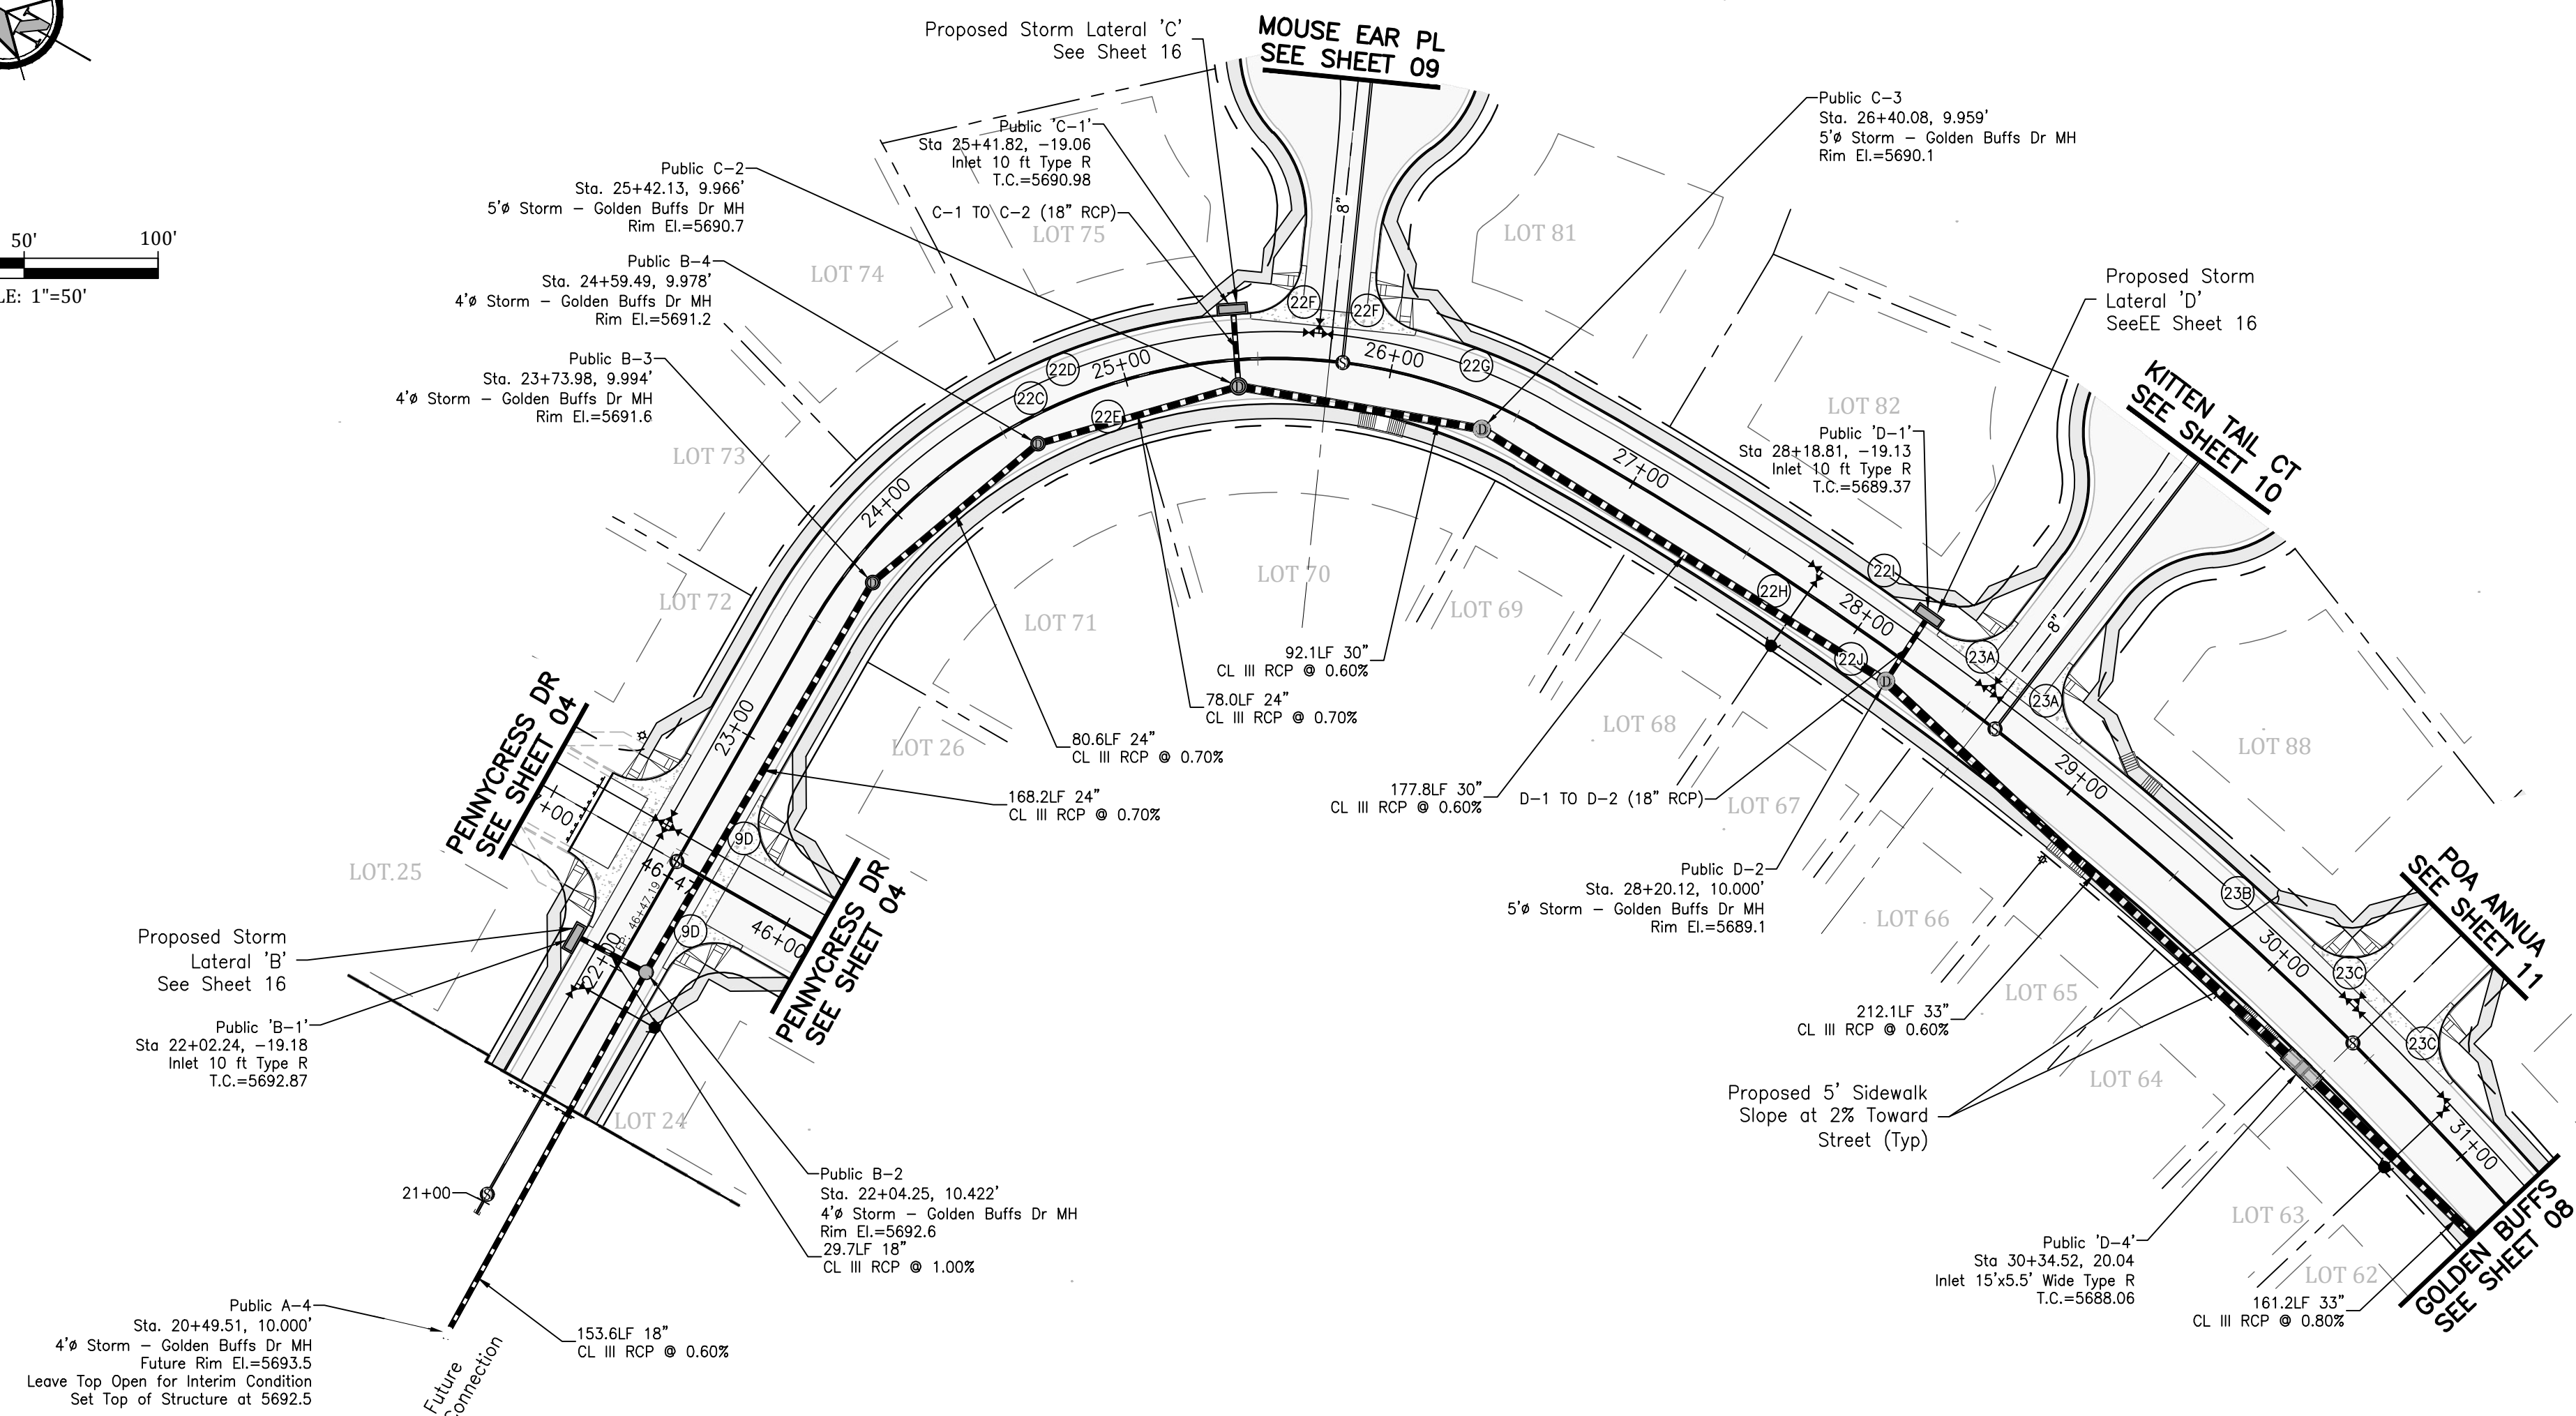 50'
100'
LE: 1"=50'
Proposed Storm Lateral 'C'
See Sheet 16
MOUSE EAR PL
SEE SHEET 09
Public C-3
Sta. 26+40.08, 9.959'
5'ø Storm – Golden Buffs Dr MH
Rim El.=5690.1
Public 'C-1'
Sta 25+41.82, -19.06
Inlet 10 ft Type R
T.C.=5690.98
C-1 TO C-2 (18" RCP)
Public C-2
Sta. 25+42.13, 9.966'
5'ø Storm – Golden Buffs Dr MH
Rim El.=5690.7
Public B-4
Sta. 24+59.49, 9.978'
4'ø Storm – Golden Buffs Dr MH
Rim El.=5691.2
Public B-3
Sta. 23+73.98, 9.994'
4'ø Storm – Golden Buffs Dr MH
Rim El.=5691.6
LOT 75
LOT 74
LOT 73
LOT 72
LOT 81
LOT 82
LOT 88
8"
22F
22F
22D
22C
22E
22G
25+00
26+00
24+00
23+00
27+00
Proposed Storm
Lateral 'D'
SeeEE Sheet 16
KITTEN TAIL CT
SEE SHEET 10
Public 'D-1'
Sta 28+18.81, -19.13
Inlet 10 ft Type R
T.C.=5689.37
22I
22H
22J
28+00
23A
23A
8"
29+00
LOT 71
LOT 70
LOT 69
LOT 68
LOT 67
LOT 66
LOT 65
LOT 64
LOT 63
LOT 62
LOT 26
LOT 25
LOT 24
92.1LF 30"
CL III RCP @ 0.60%
78.0LF 24"
CL III RCP @ 0.70%
80.6LF 24"
CL III RCP @ 0.70%
168.2LF 24"
CL III RCP @ 0.70%
177.8LF 30"
CL III RCP @ 0.60%
D-1 TO D-2 (18" RCP)
Public D-2
Sta. 28+20.12, 10.000'
5'ø Storm – Golden Buffs Dr MH
Rim El.=5689.1
212.1LF 33"
CL III RCP @ 0.60%
Proposed 5' Sidewalk
Slope at 2% Toward
Street (Typ)
POA ANNUA
SEE SHEET 11
23B
23C
23C
30+00
31+00
GOLDEN BUFFS
SEE SHEET 08
Public 'D-4'
Sta 30+34.52, 20.04
Inlet 15'x5.5' Wide Type R
T.C.=5688.06
161.2LF 33"
CL III RCP @ 0.80%
PENNYCRESS DR
SEE SHEET 04
PENNYCRESS DR
SEE SHEET 04
9D
9D
46+00
22+00
Proposed Storm
Lateral 'B'
See Sheet 16
Public 'B-1'
Sta 22+02.24, -19.18
Inlet 10 ft Type R
T.C.=5692.87
21+00
Public B-2
Sta. 22+04.25, 10.422'
4'ø Storm – Golden Buffs Dr MH
Rim El.=5692.6
29.7LF 18"
CL III RCP @ 1.00%
153.6LF 18"
CL III RCP @ 0.60%
Public A-4
Sta. 20+49.51, 10.000'
4'ø Storm – Golden Buffs Dr MH
Future Rim El.=5693.5
Leave Top Open for Interim Condition
Set Top of Structure at 5692.5
Future